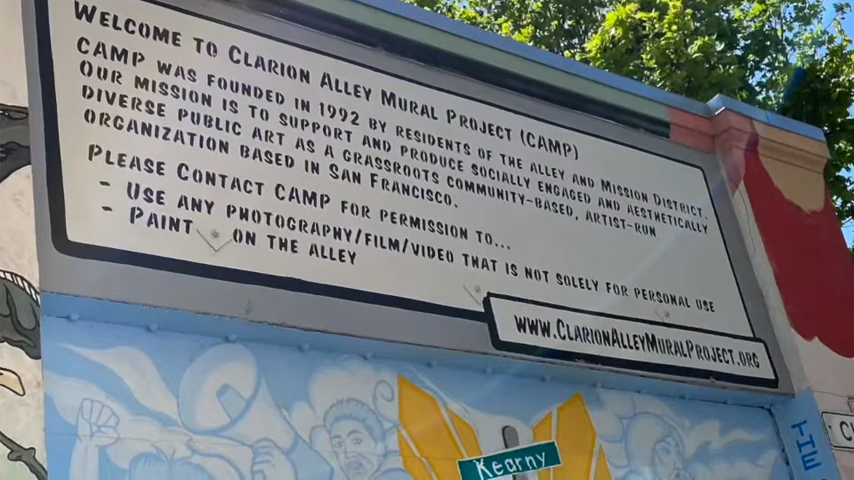 Welcome to Clarion Alley Mural Project (CAMP)
CAMP was founded in 1992 by residents of the alley and Mission District.
Our mission is to support and produce socially engaged and aesthetically
diverse public art as a grassroots community-based, artist-run
organization based in San Francisco.
Please Contact CAMP for permission to...
- Use any photography/film/video that is not solely for personal use
- Paint on the alley
www.ClarionAlleyMuralProject.org
Kearny
THE